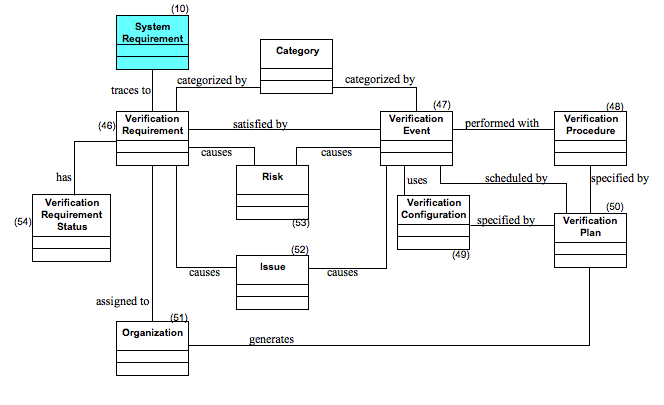 (10)
System
Requirement
Category
categorized by
categorized by
traces to
(46)
Verification
Requirement
satisfied by
(47)
Verification
Event
performed with
(48)
Verification
Procedure
causes
causes
has
Risk
(53)
uses
scheduled by
specified by
(54)
Verification
Requirement
Status
Verification
Configuration
(49)
specified by
(50)
Verification
Plan
(52)
Issue
causes
causes
assigned to
(51)
Organization
generates